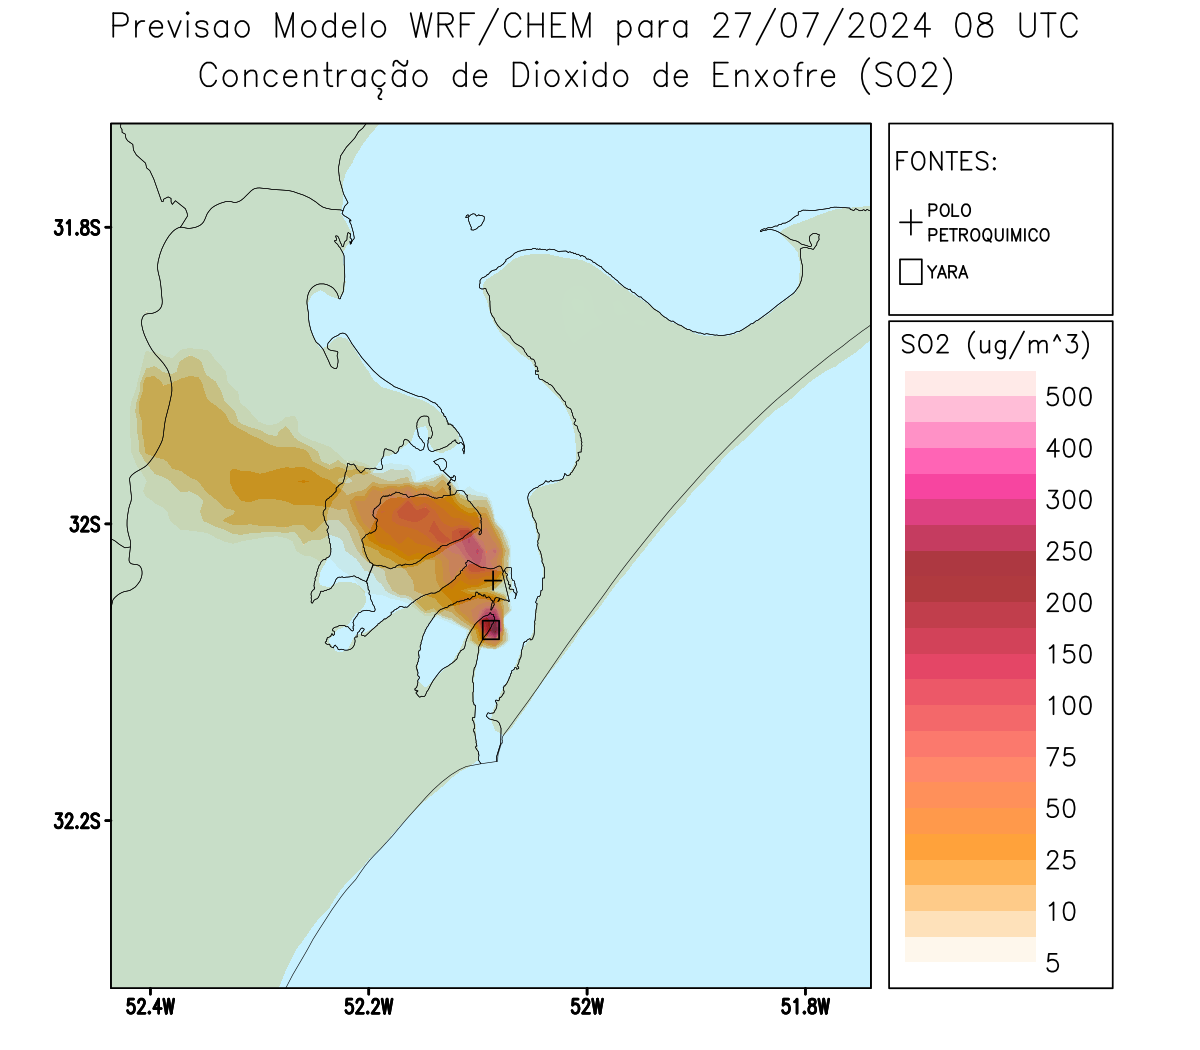 Previsao Modelo WRF/CHEM para 27/07/2024 08 UTC
Concentração de Dioxido de Enxofre (SO2)
FONTES:
POLO
PETROQUIMICO
YARA
SO2 (ug/m^3)
500
400
300
250
200
150
100
75
50
25
10
5
31.8S
32S
32.2S
52.4W
52.2W
52W
51.8W